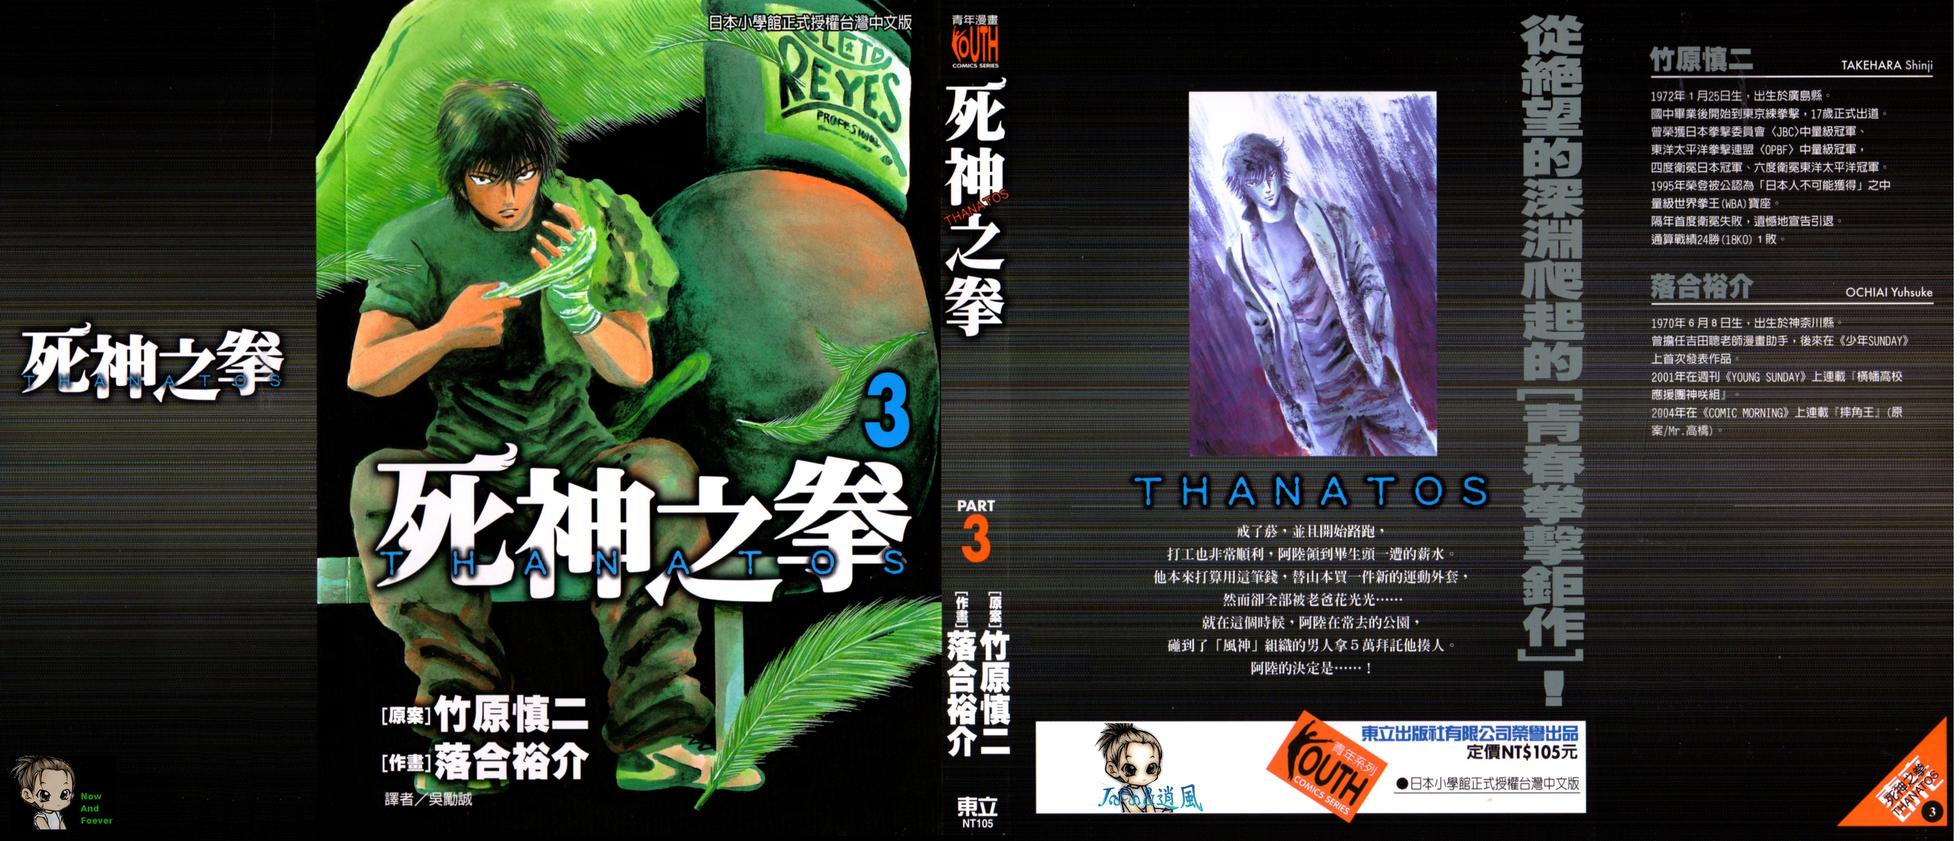 死神之拳
THANATOS
Now
And
Foever
日本小學館正式授權台灣中文版
CLETO
REYES
PROFESIONAL
3
死神之拳
THANATOS
[原案]竹原慎二
[作畫]落合裕介
譯者／吳勵誠
青年漫畫
YOUTH
COMICS SERIES
死神之拳
THANATOS
PART
3
[原案]竹原慎二
[作畫]落合裕介
東立
NT105
THANATOS
戒了菸，並且開始路跑，
打工也非常順利，阿陸領到畢生頭一遭的薪水。
他本來打算用這筆錢，替山本買一件新的運動外套，
然而卻全部被老爸花光光⋯⋯
就在這個時候，阿陸在常去的公園，
碰到了「風神」組織的男人拿5萬拜託他揍人。
阿陸的決定是⋯⋯！
青年系列
YOUTH
COMICS SERIES
東立出版社有限公司榮譽出品
定價NT$105元
●日本小學館正式授權台灣中文版
逍風
從絕望的深淵爬起的[青春拳擊鉅作]！
竹原慎二
TAKEHARA Shinji
1972年1月25日生，出生於廣島縣。
國中畢業後開始到東京練拳擊，17歲正式出道。
曾榮獲日本拳擊委員會〈JBC〉中量級冠軍、
東洋太平洋拳擊連盟〈OPBF〉中量級冠軍，
四度衛冕日本冠軍、六度衛冕東洋太平洋冠軍。
1995年榮登被公認為「日本人不可能獲得」之中
量級世界拳王(WBA)寶座。
隔年首度衛冕失敗，遺憾地宣告引退。
通算戰績24勝(18KO)1敗。
落合裕介
OCHIAI Yuhsuke
1970年6月8日生，出生於神奈川縣。
曾擔任吉田聰老師漫畫助手，後來在《少年SUNDAY》
上首次發表作品。
2001年在週刊《YOUNG SUNDAY》上連載『橫幡高校
應援團神咲組』。
2004年在《COMIC MORNING》上連載『摔角王』(原
案/Mr.高橋)。
死神之拳
THANATOS
3